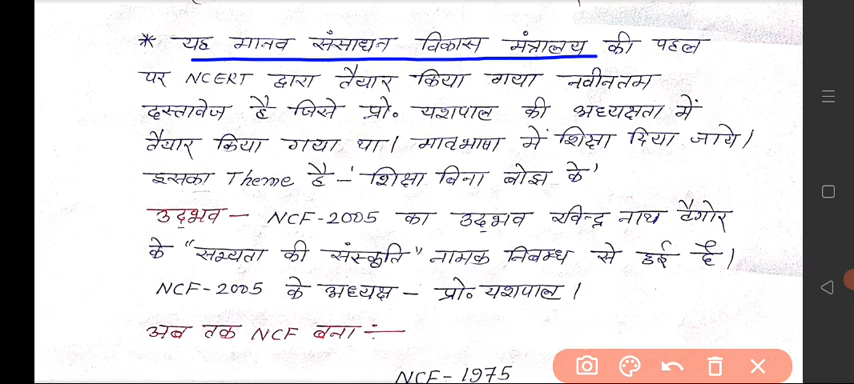 * यह मानव संसाधन विकास मंत्रालय की पहल
पर NCERT द्वारा तैयार किया गया नवीनतम
दस्तावेज है जिसे प्रो० यशपाल की अध्यक्षता में
तैयार किया गया था। मातृभाषा में शिक्षा दिया जाये।
इसका Theme है - 'शिक्षा बिना बोझ के'
उद्भव - NCF-2005 का उद्भव रविन्द्र नाथ टैगोर
के "सभ्यता की संस्कृति" नामक निबन्ध से हुई है।
NCF-2005 के अध्यक्ष - प्रो० यशपाल।
अब तक NCF बना ÷
NCF - 1975